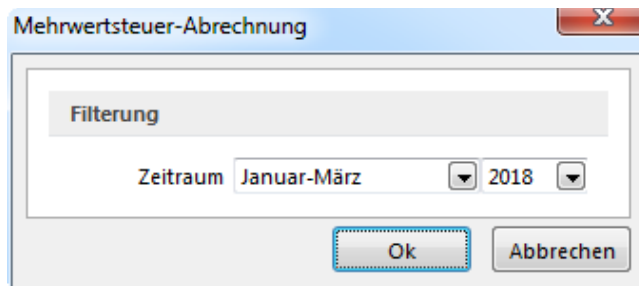 Mehrwertsteuer-Abrechnung
Filterung
Zeitraum Januar-März 2018
Ok Abbrechen